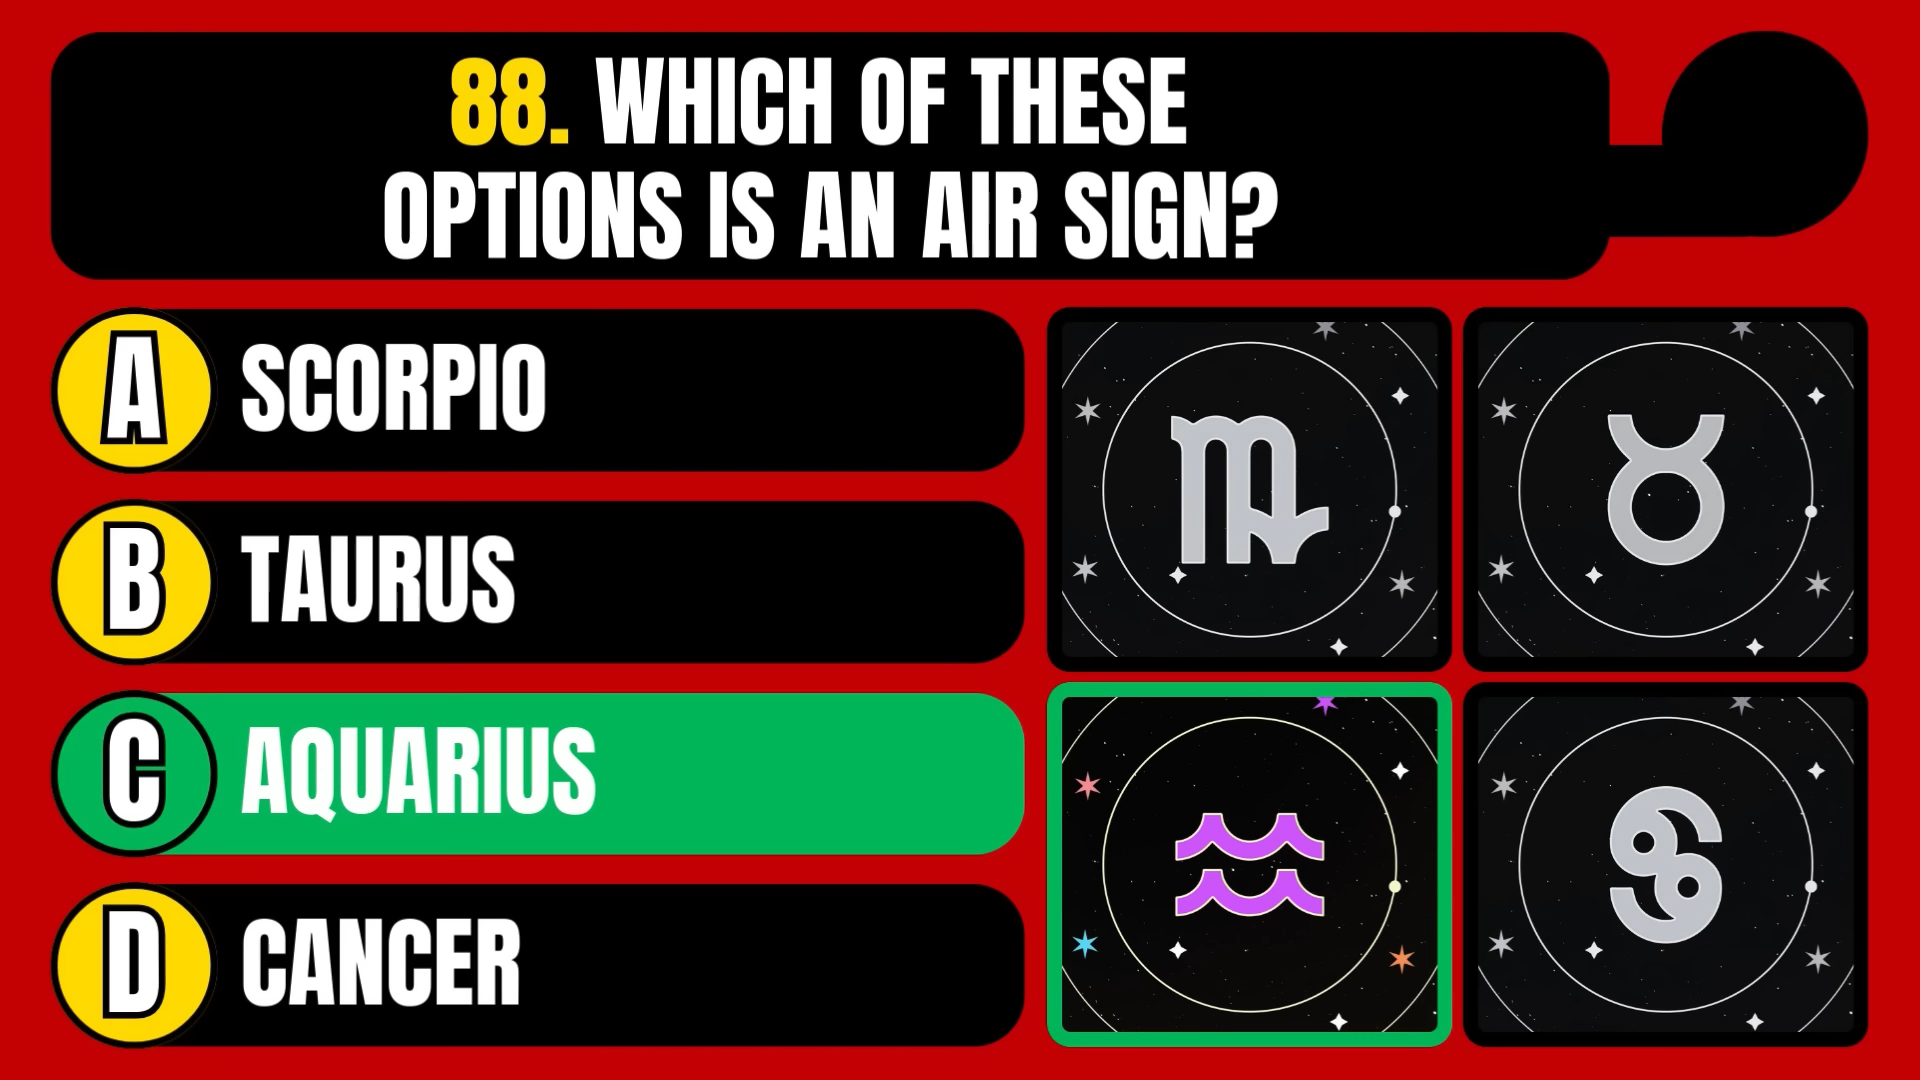 88. WHICH OF THESE
OPTIONS IS AN AIR SIGN?
A SCORPIO
B TAURUS
C AQUARIUS
D CANCER